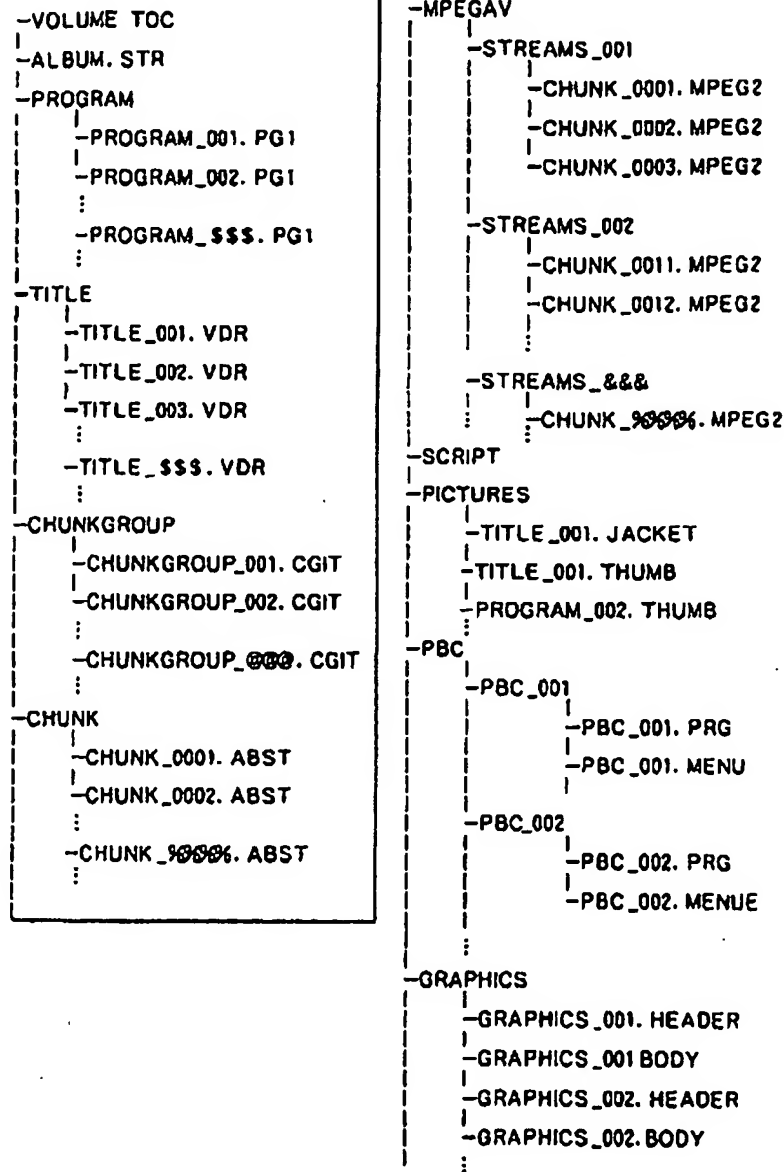 -VOLUME TOC
-ALBUM. STR
-PROGRAM
-PROGRAM_001. PG1
-PROGRAM_002. PG1
-PROGRAM_$$$. PG1
-TITLE
-TITLE_001. VDR
-TITLE_002. VDR
-TITLE_003. VDR
-TITLE_$$$. VDR
-CHUNKGROUP
-CHUNKGROUP_001. CGIT
-CHUNKGROUP_002. CGIT
-CHUNKGROUP_@@@. CGIT
-CHUNK
-CHUNK_0001. ABST
-CHUNK_0002. ABST
-CHUNK_%%%%. ABST
-MPEGAV
-STREAMS_001
-CHUNK_0001. MPEG2
-CHUNK_0002. MPEG2
-CHUNK_0003. MPEG2
-STREAMS_002
-CHUNK_0011. MPEG2
-CHUNK_0012. MPEG2
-STREAMS_&&&
-CHUNK_%%%%. MPEG2
-SCRIPT
-PICTURES
-TITLE_001. JACKET
-TITLE_001. THUMB
-PROGRAM_002. THUMB
-PBC
-PBC_001
-PBC_001. PRG
-PBC_001. MENU
-PBC_002
-PBC_002. PRG
-PBC_002. MENUE
-GRAPHICS
-GRAPHICS_001. HEADER
-GRAPHICS_001 BODY
-GRAPHICS_002. HEADER
-GRAPHICS_002. BODY